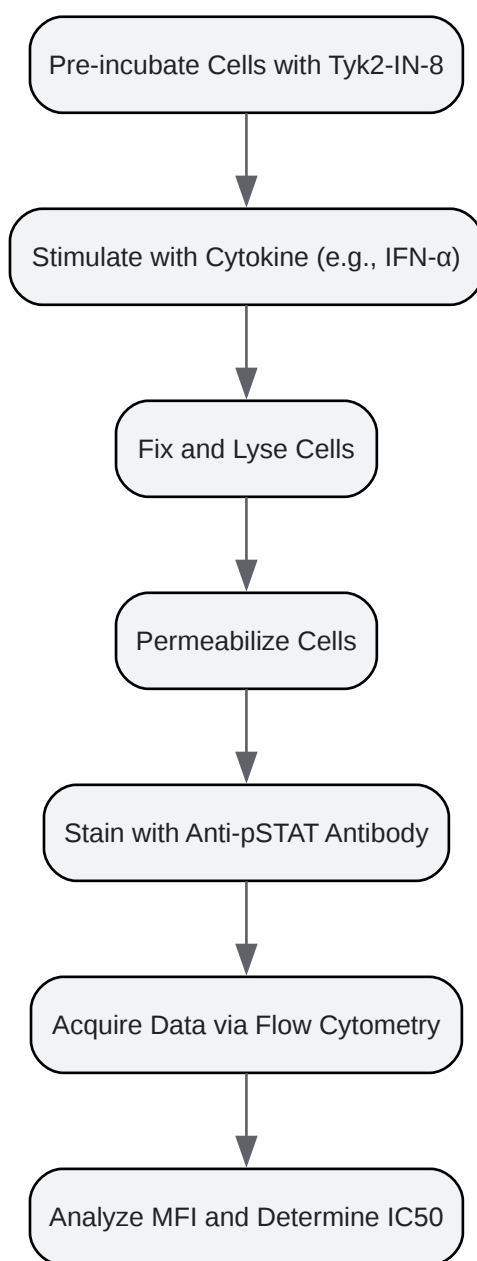 Pre-incubate Cells with Tyk2-IN-8
Stimulate with Cytokine (e.g., IFN-α)
Fix and Lyse Cells
Permeabilize Cells
Stain with Anti-pSTAT Antibody
Acquire Data via Flow Cytometry
Analyze MFI and Determine IC50